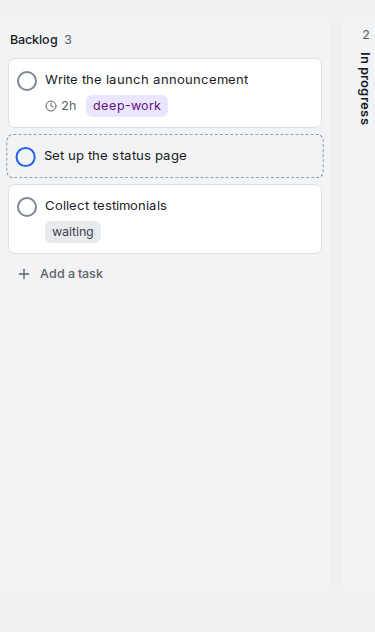 Backlog 3
Write the launch announcement
2h deep-work
Set up the status page
Collect testimonials
waiting
Add a task
2
In progress